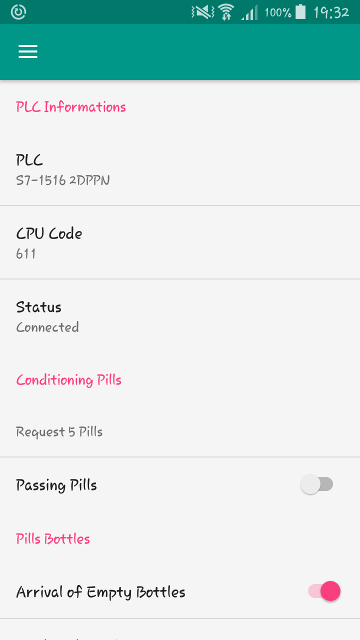 100% 19:32
PLC Informations
PLC
S7-1516 2DPPN
CPU Code
611
Status
Connected
Conditioning Pills
Request 5 Pills
Passing Pills
Pills Bottles
Arrival of Empty Bottles